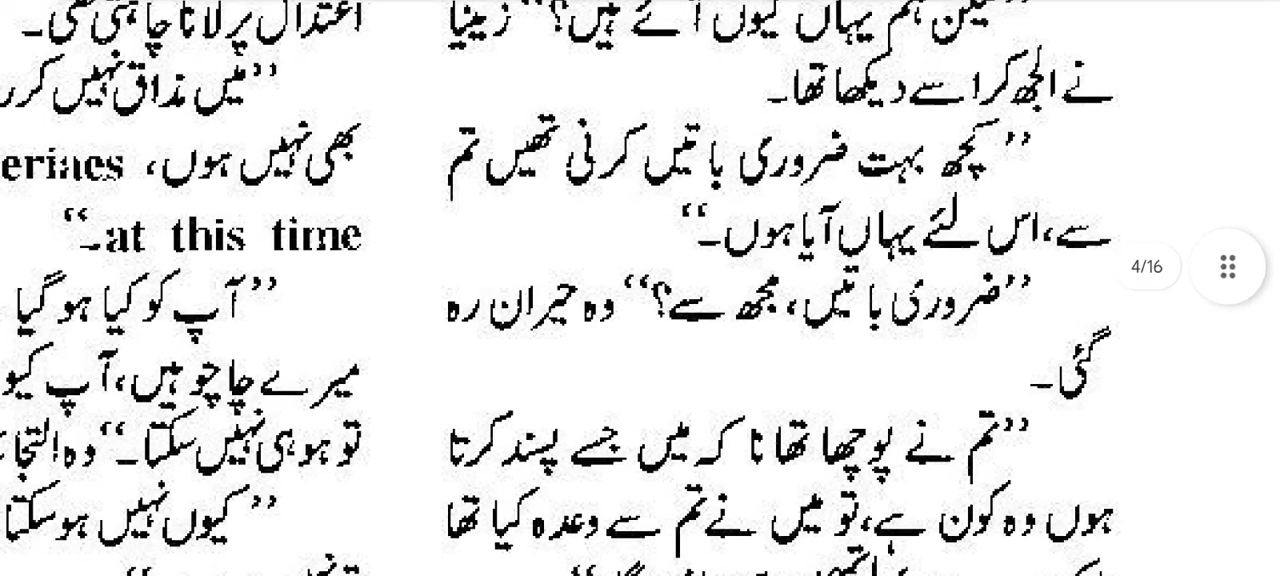 ”لیکن ہم یہاں کیوں آئے ہیں؟“ زینیا
نے الجھ کر اسے دیکھا تھا۔
”کچھ بہت ضروری باتیں کرنی تھیں تم
سے، اس لئے یہاں آیا ہوں۔“
”ضروری باتیں، مجھ سے؟“ وہ حیران رہ
گئی۔
”تم نے پوچھا تھا نا کہ میں جسے پسند کرتا
ہوں وہ کون ہے، تو میں نے تم سے وعدہ کیا تھا
اعتدال پر لانا چاہتی تھی۔
”میں مذاق نہیں کر
بھی نہیں ہوں،
at this time۔“
”آپ کو کیا ہو گیا
میرے چاچو ہیں، آپ
تو ہو ہی نہیں سکتا۔“ وہ
”کیوں نہیں ہو سکتا
4/16